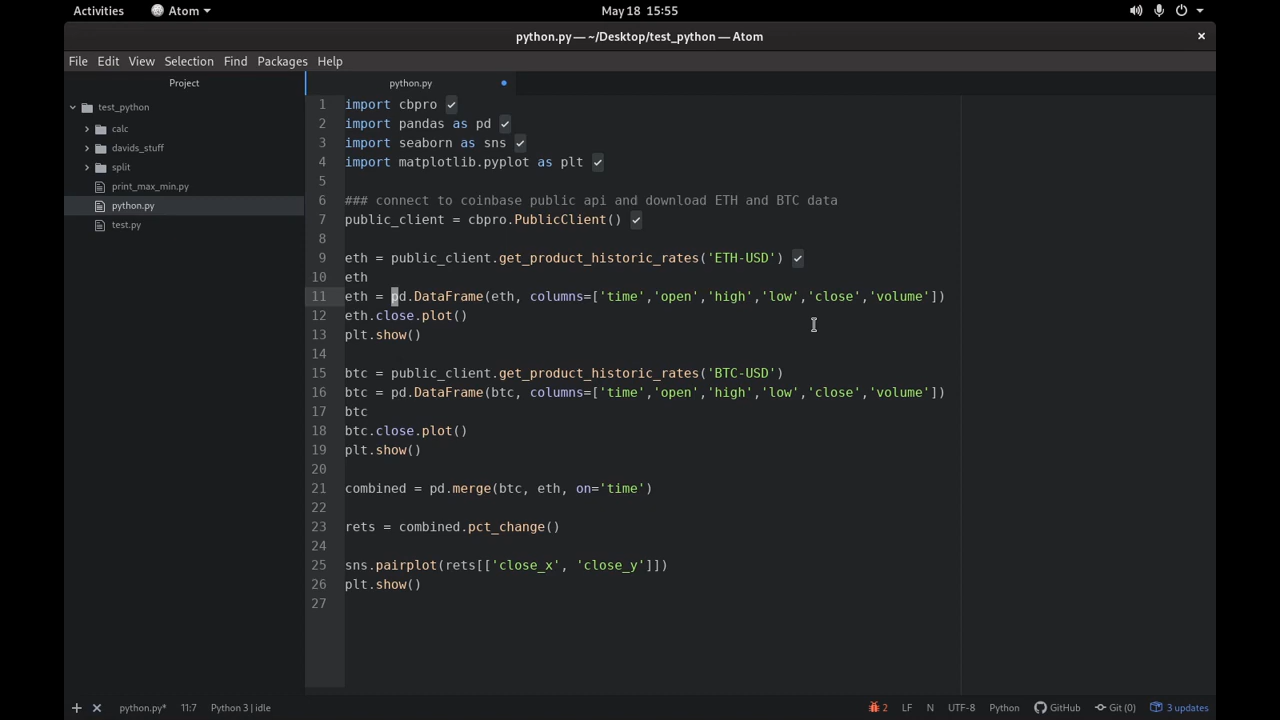 Activities
Atom
May 18 15:55
python.py — ~/Desktop/test_python — Atom
File Edit View Selection Find Packages Help
Project
python.py
test_python
calc
davids_stuff
split
print_max_min.py
python.py
test.py
1 import cbpro
2 import pandas as pd
3 import seaborn as sns
4 import matplotlib.pyplot as plt
5
6 ### connect to coinbase public api and download ETH and BTC data
7 public_client = cbpro.PublicClient()
8
9 eth = public_client.get_product_historic_rates('ETH-USD')
10 eth
11 eth = pd.DataFrame(eth, columns=['time','open','high','low','close','volume'])
12 eth.close.plot()
13 plt.show()
14
15 btc = public_client.get_product_historic_rates('BTC-USD')
16 btc = pd.DataFrame(btc, columns=['time','open','high','low','close','volume'])
17 btc
18 btc.close.plot()
19 plt.show()
20
21 combined = pd.merge(btc, eth, on='time')
22
23 rets = combined.pct_change()
24
25 sns.pairplot(rets[['close_x', 'close_y']])
26 plt.show()
27
python.py* 11:7 Python 3 | idle
2 LF N UTF-8 Python GitHub Git (0) 3 updates